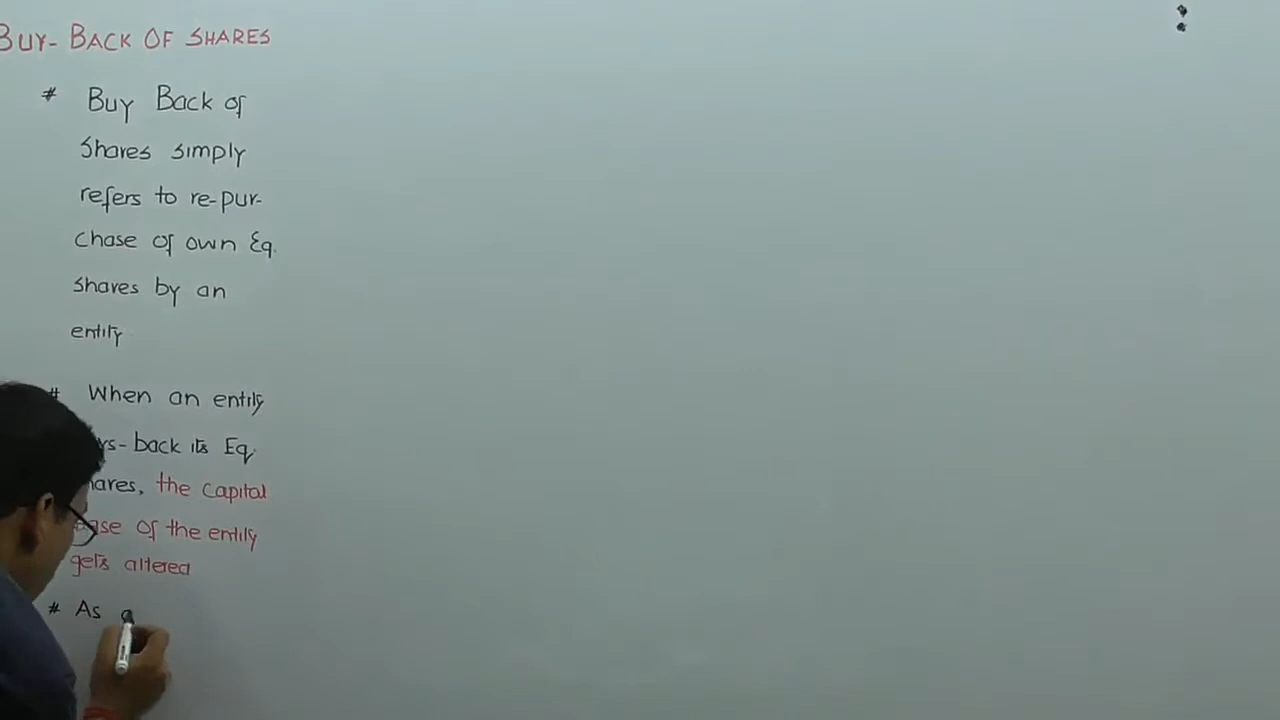 BUY- BACK OF SHARES
# Buy Back of
shares simply
refers to re-pur-
chase of own Eq.
shares by an
entity
# When an entity
back its Eq.
the capital
of the entity
gets altered
# As a